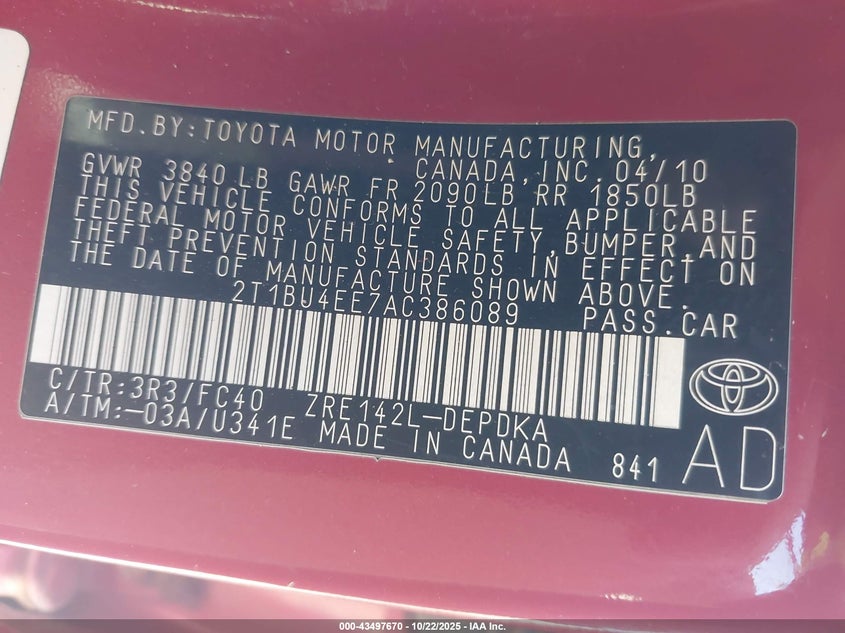 MFD.BY:TOYOTA MOTOR MANUFACTURING,
CANADA,INC. 04/10
GVWR 3840 LB GAWR FR 2090LB RR 1850LB
THIS VEHICLE CONFORMS TO ALL APPLICABLE
FEDERAL MOTOR VEHICLE SAFETY,BUMPER,AND
THEFT PREVENTION STANDARDS IN EFFECT ON
THE DATE OF MANUFACTURE SHOWN ABOVE.
2T1BU4EE7AC386089 PASS.CAR
C/TR:3R3/FC40 ZRE142L-DEPDKA
A/TM:-03A/U341E MADE IN CANADA 841
AD
000-43497670 - 10/22/2025 - IAA Inc.